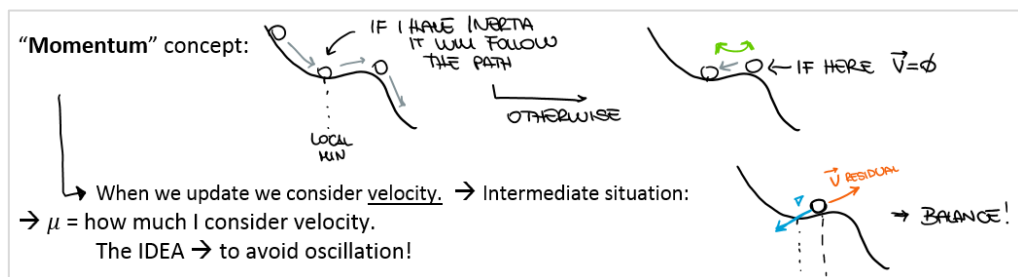 “Momentum” concept:
IF I HAVE INERTA
IT WILL FOLLOW
THE PATH
LOCAL
MIN
OTHERWISE
← IF HERE V⃗=∅
→ When we update we consider velocity. → Intermediate situation:
→ μ = how much I consider velocity.
The IDEA → to avoid oscillation!
∇
V⃗ RESIDUAL
→ BALANCE!